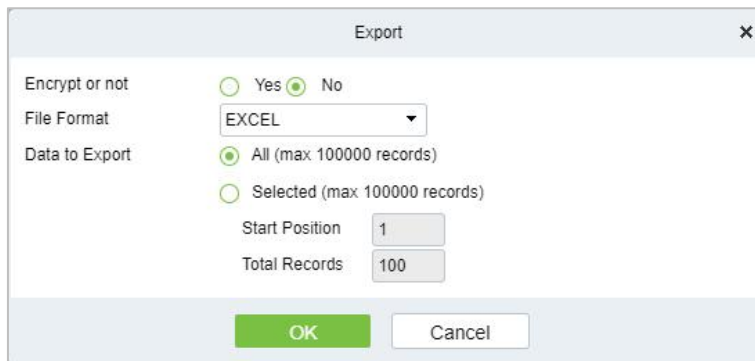 Export
Encrypt or not Yes No
File Format EXCEL
Data to Export All (max 100000 records)
Selected (max 100000 records)
Start Position 1
Total Records 100
OK Cancel